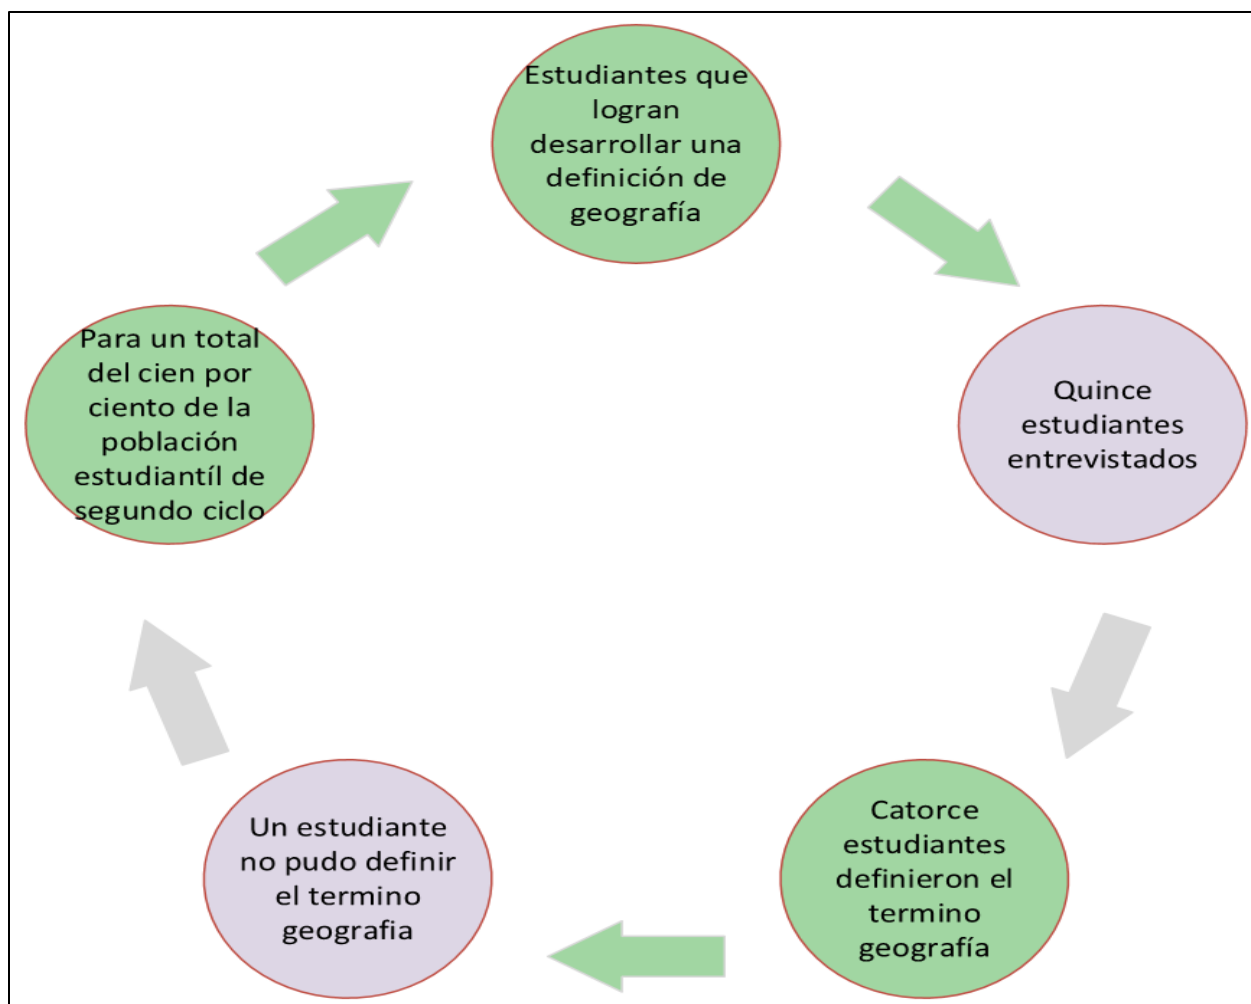 Estudiantes que
logran
desarrollar una
definición de
geografía
Quince
estudiantes
entrevistados
Catorce
estudiantes
definieron el
termino
geografía
Un estudiante
no pudo definir
el termino
geografia
Para un total
del cien por
ciento de la
población
estudiantíl de
segundo ciclo